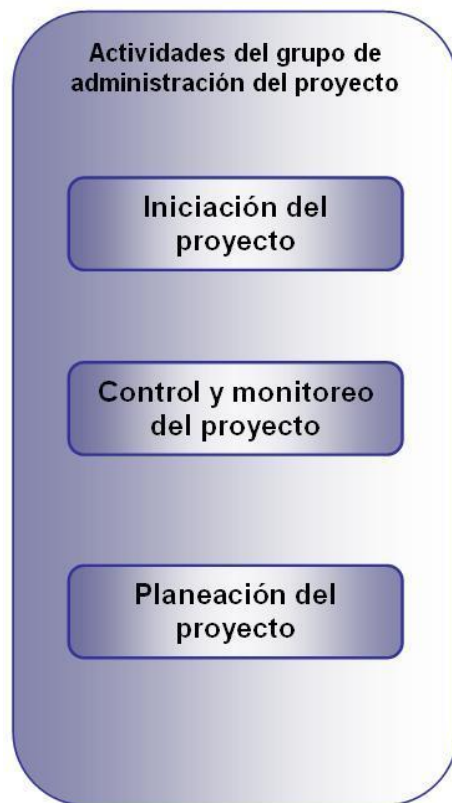 Actividades del grupo de
administración del proyecto
Iniciación del
proyecto
Control y monitoreo
del proyecto
Planeación del
proyecto